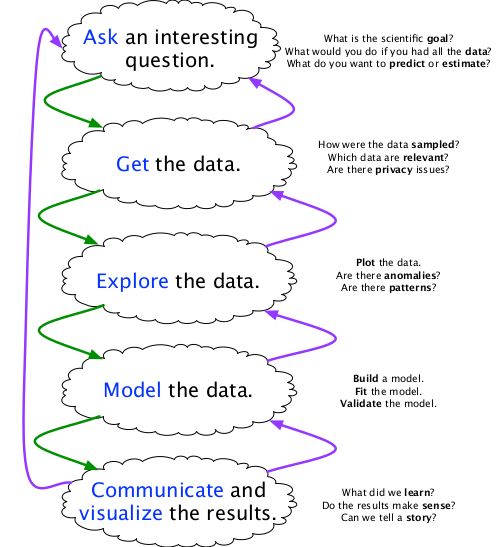 Ask an interesting
question.
What is the scientific goal?
What would you do if you had all the data?
What do you want to predict or estimate?
Get the data.
How were the data sampled?
Which data are relevant?
Are there privacy issues?
Explore the data.
Plot the data.
Are there anomalies?
Are there patterns?
Model the data.
Build a model.
Fit the model.
Validate the model.
Communicate and
visualize the results.
What did we learn?
Do the results make sense?
Can we tell a story?